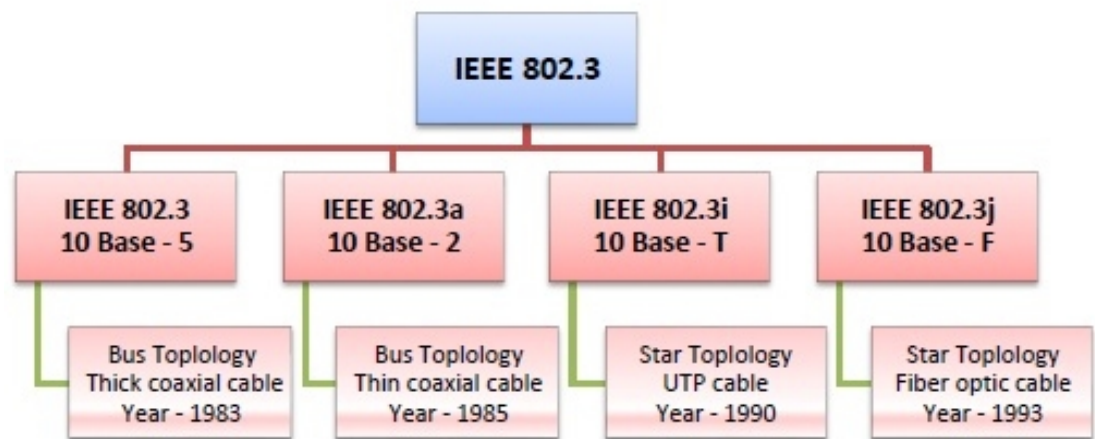 IEEE 802.3
IEEE 802.3
10 Base - 5
IEEE 802.3a
10 Base - 2
IEEE 802.3i
10 Base - T
IEEE 802.3j
10 Base - F
Bus Toplology
Thick coaxial cable
Year - 1983
Bus Toplology
Thin coaxial cable
Year - 1985
Star Toplology
UTP cable
Year - 1990
Star Toplology
Fiber optic cable
Year - 1993